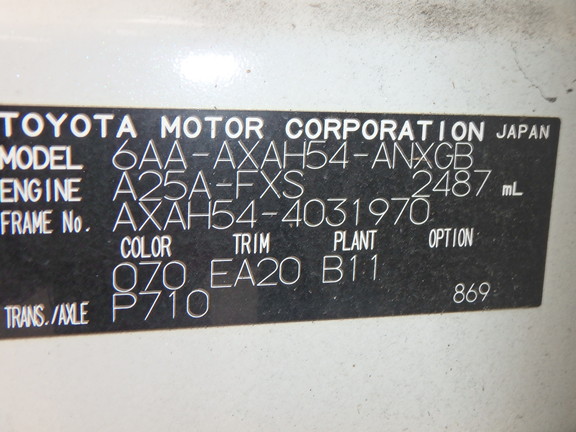 TOYOTA MOTOR CORPORATION JAPAN
MODEL 6AA-AXAH54-ANXGB
ENGINE A25A-FXS 2487 mL
FRAME No. AXAH54-4031970
COLOR TRIM PLANT OPTION
070 EA20 B11
TRANS./AXLE P710 869